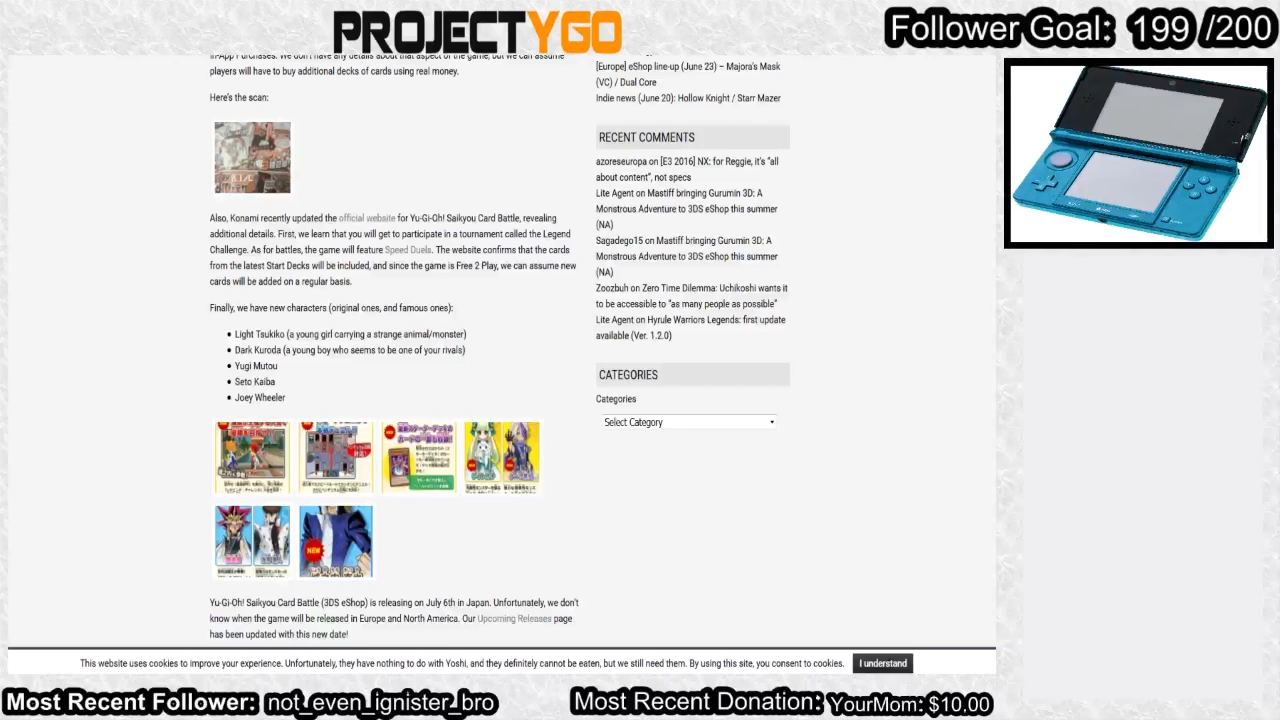 PROJECTYGO
Follower Goal: 199 /200
In-App Purchases. We don't have any details about that aspect of the game, but we can assume
players will have to buy additional decks of cards using real money.
Here's the scan:
Also, Konami recently updated the official website for Yu-Gi-Oh! Saikyou Card Battle, revealing
additional details. First, we learn that you will get to participate in a tournament called the Legend
Challenge. As for battles, the game will feature Speed Duels. The website confirms that the cards
from the latest Start Decks will be included, and since the game is Free 2 Play, we can assume new
cards will be added on a regular basis.
Finally, we have new characters (original ones, and famous ones):
• Light Tsukiko (a young girl carrying a strange animal/monster)
• Dark Kuroda (a young boy who seems to be one of your rivals)
• Yugi Mutou
• Seto Kaiba
• Joey Wheeler
NEW
Yu-Gi-Oh! Saikyou Card Battle (3DS eShop) is releasing on July 6th in Japan. Unfortunately, we don't
know when the game will be released in Europe and North America. Our Upcoming Releases page
has been updated with this new date!
[Europe] eShop line-up (June 23) – Majora's Mask
(VC) / Dual Core
Indie news (June 20): Hollow Knight / Starr Mazer
RECENT COMMENTS
azoreseuropa on [E3 2016] NX: for Reggie, it's "all
about content", not specs
Lite Agent on Mastiff bringing Gurumin 3D: A
Monstrous Adventure to 3DS eShop this summer
(NA)
Sagadego15 on Mastiff bringing Gurumin 3D: A
Monstrous Adventure to 3DS eShop this summer
(NA)
Zoozbuh on Zero Time Dilemma: Uchikoshi wants it
to be accessible to "as many people as possible"
Lite Agent on Hyrule Warriors Legends: first update
available (Ver. 1.2.0)
CATEGORIES
Categories
Select Category
This website uses cookies to improve your experience. Unfortunately, they have nothing to do with Yoshi, and they definitely cannot be eaten, but we still need them. By using this site, you consent to cookies.
I understand
Most Recent Follower: not_even_ignister_bro
Most Recent Donation: YourMom: $10.00